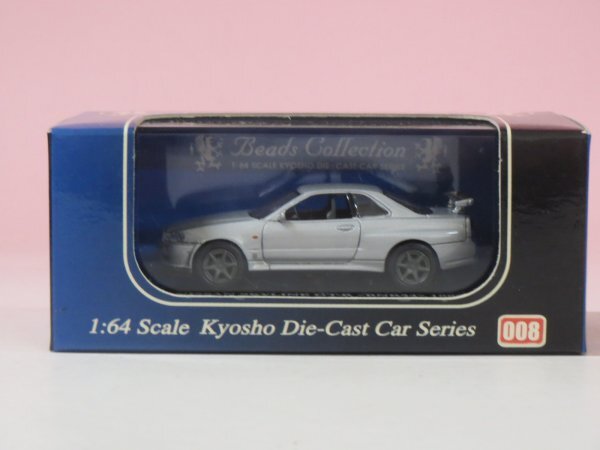 Beads Collection
1:64 SCALE KYOSHO DIE-CAST CAR SERIES
1:64 Scale Kyosho Die-Cast Car Series
008